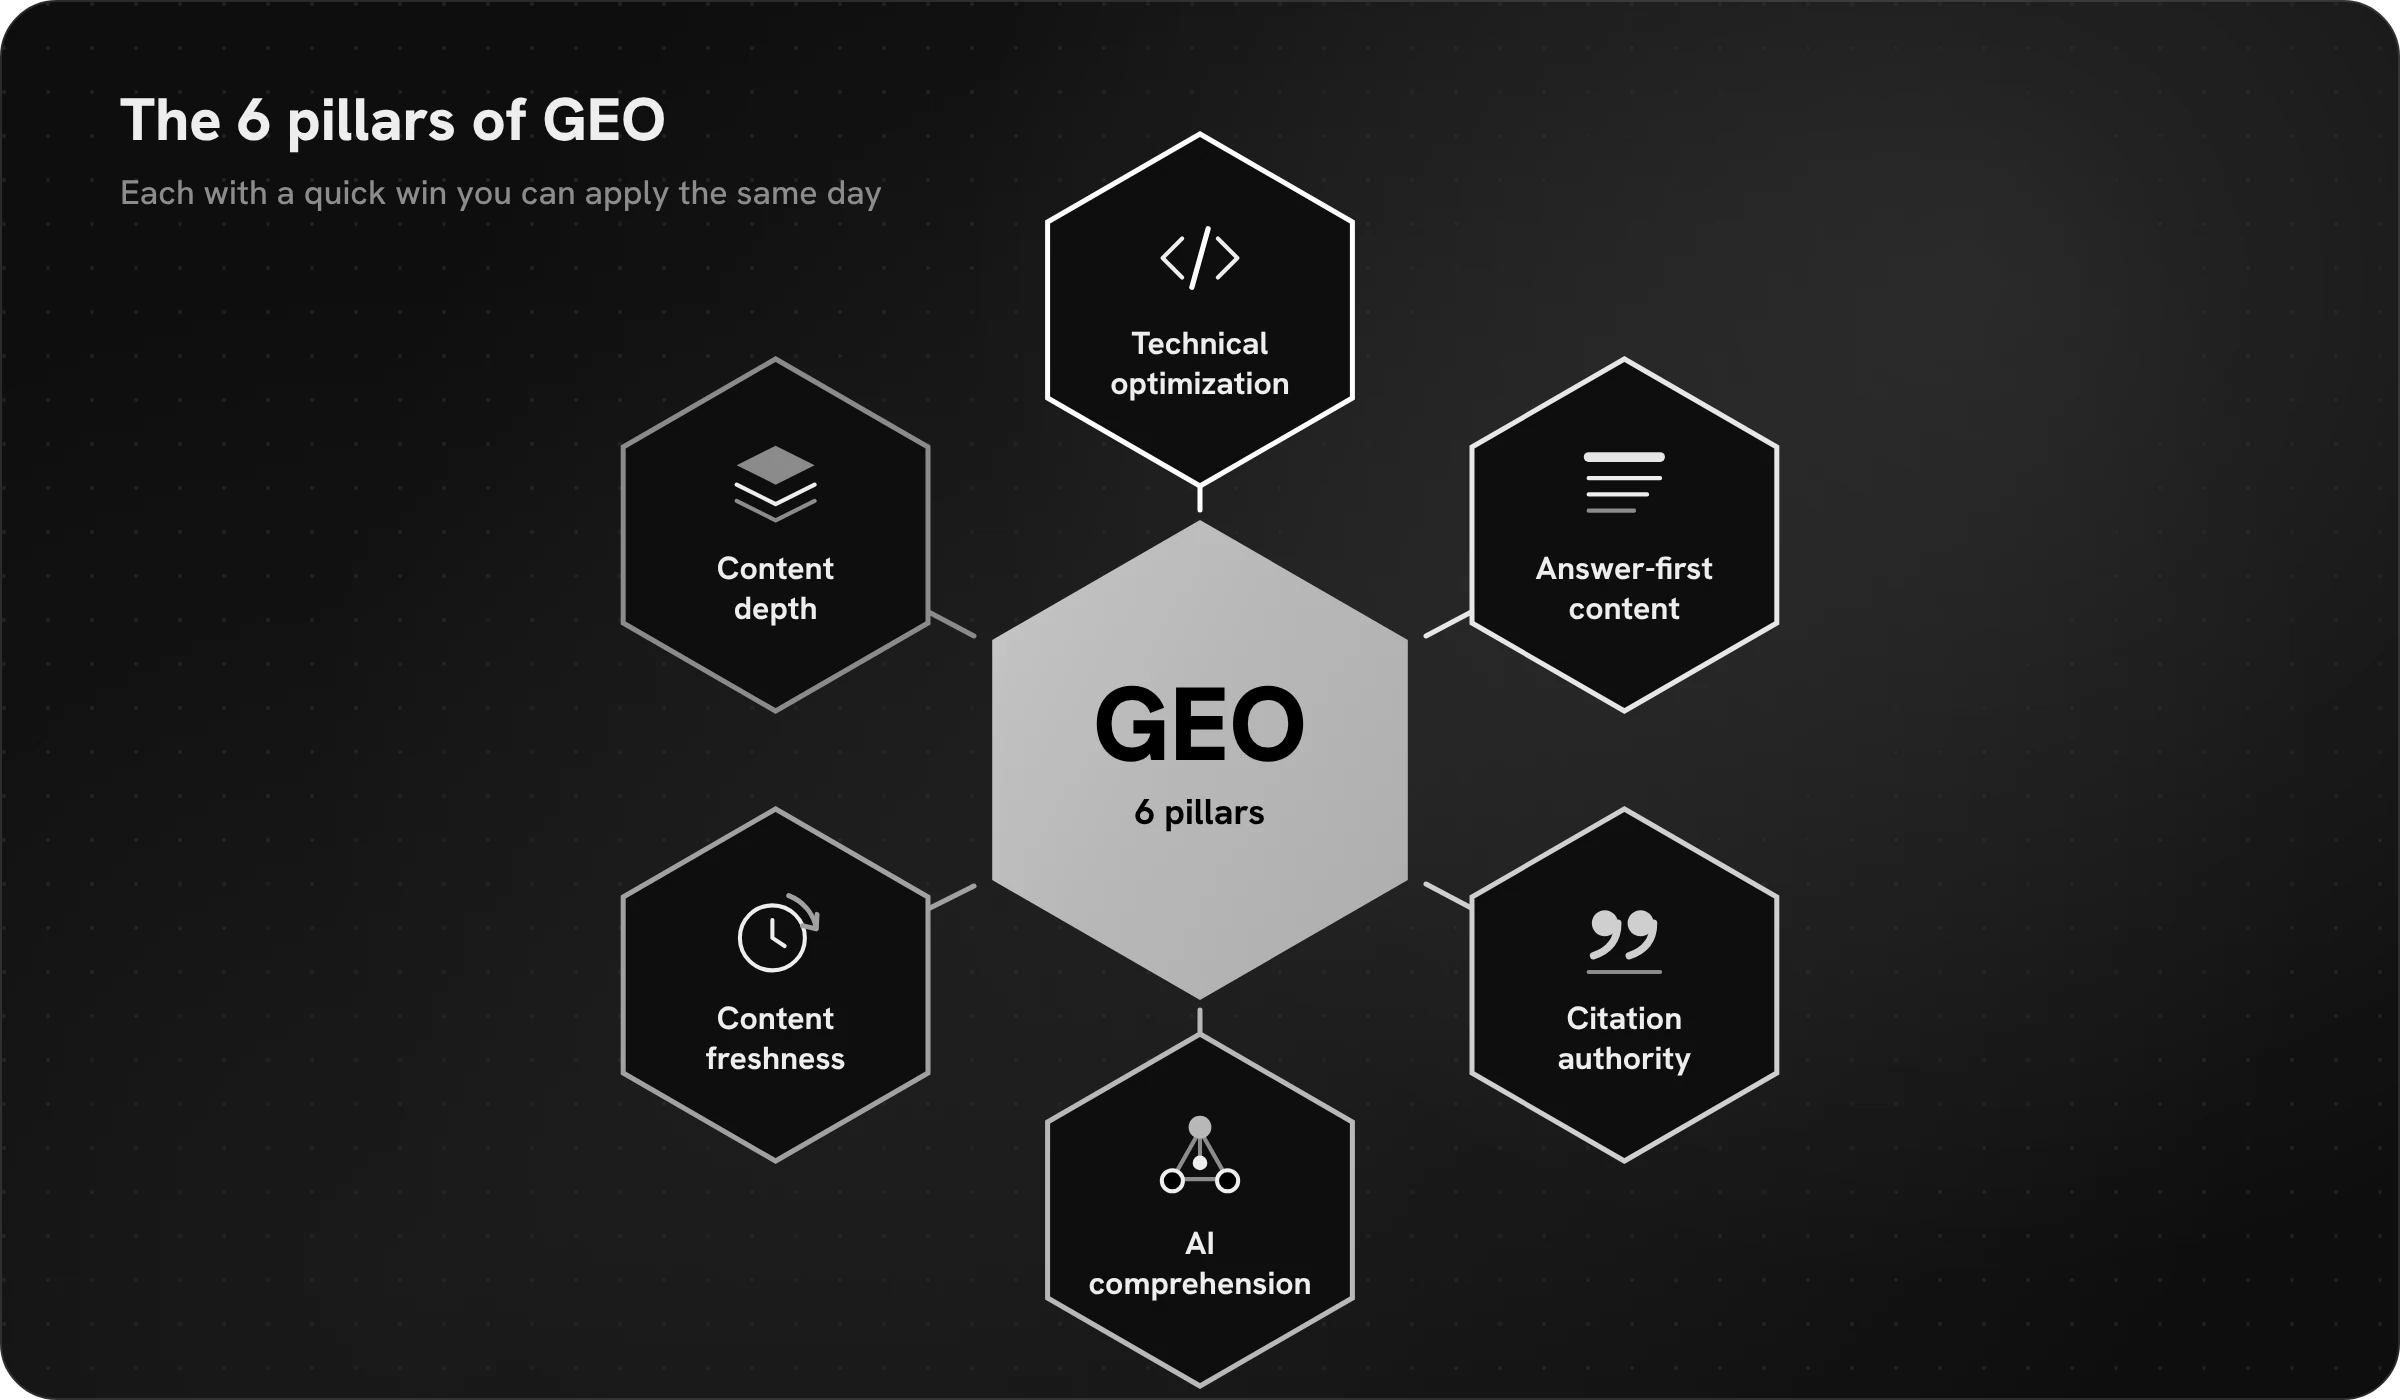 The 6 pillars of GEO
Each with a quick win you can apply the same day
Technical
optimization
Answer-first
content
Citation
authority
AI
comprehension
Content
freshness
Content
depth
GEO
6 pillars